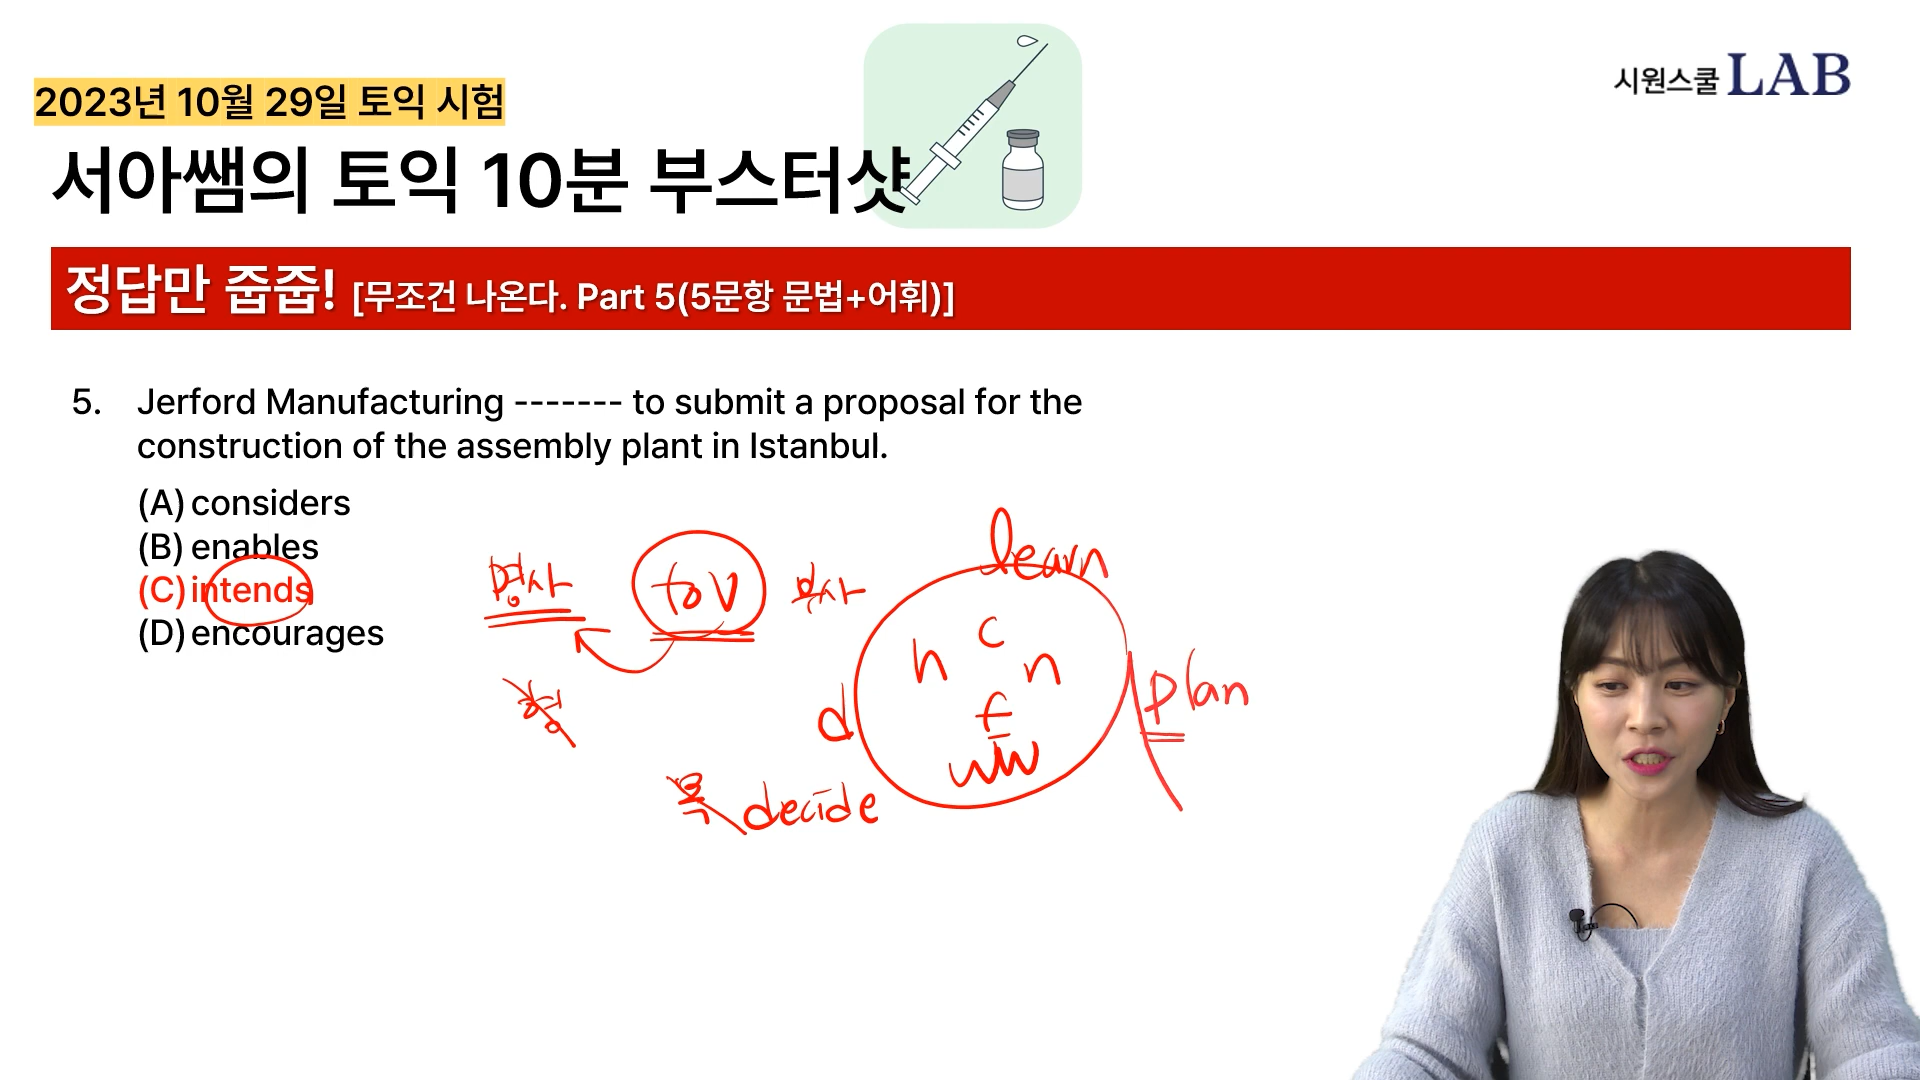 2023년 10월 29일 토익 시험
시원스쿨 LAB
서아쌤의 토익 10분 부스터샷
정답만 줍줍! [무조건 나온다. Part 5(5문항 문법+어휘)]
5. Jerford Manufacturing ------- to submit a proposal for the
construction of the assembly plant in Istanbul.
(A) considers
(B) enables
(C) intends
(D) encourages
learn
명사 to V 부사
c
h n
f
plan
d
w
형
목 decide